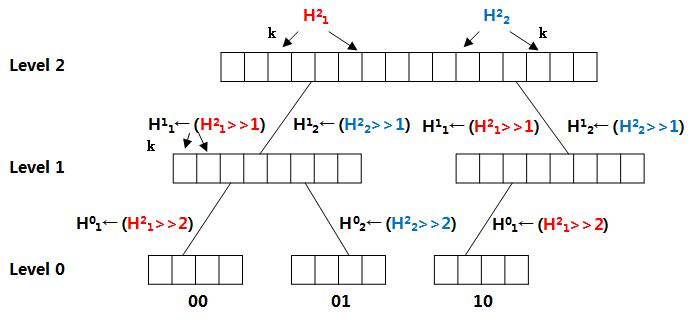 H²₁ H²₂
k k
Level 2
H¹₁← (H²₁>>1) H¹₂← (H²₂>>1) H¹₁← (H²₁>>1) H¹₂← (H²₂>>1)
k
Level 1
H⁰₁← (H²₁>>2) H⁰₂← (H²₂>>2) H⁰₁← (H²₁>>2)
Level 0
00 01 10